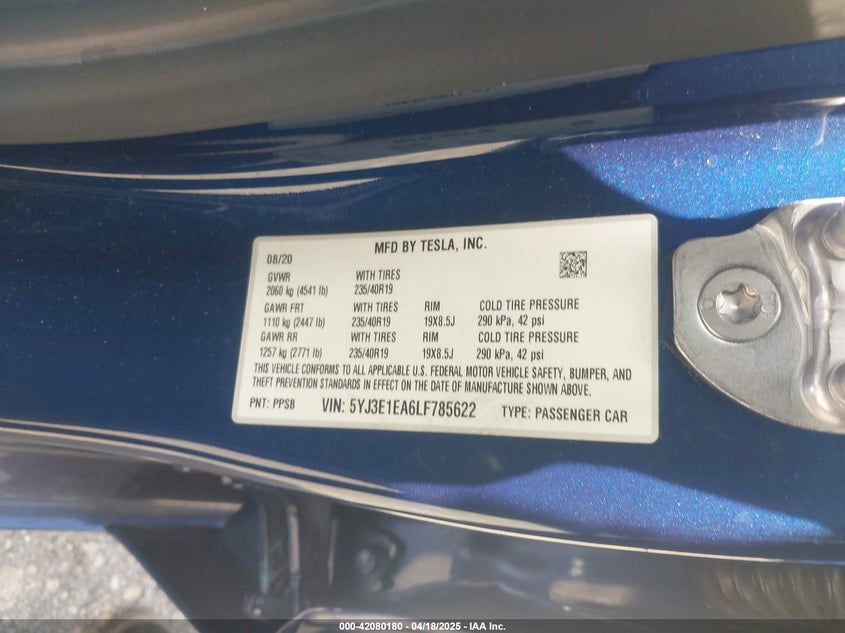 MFD BY TESLA, INC.
08/20
GVWR WITH TIRES
2060 kg (4541 lb) 235/40R19
GAWR FRT WITH TIRES RIM COLD TIRE PRESSURE
1110 kg (2447 lb) 235/40R19 19X8.5J 290 kPa, 42 psi
GAWR RR WITH TIRES RIM COLD TIRE PRESSURE
1257 kg (2771 lb) 235/40R19 19X8.5J 290 kPa, 42 psi
THIS VEHICLE CONFORMS TO ALL APPLICABLE U.S. FEDERAL MOTOR VEHICLE SAFETY, BUMPER, AND
THEFT PREVENTION STANDARDS IN EFFECT ON THE DATE OF MANUFACTURE SHOWN ABOVE.
PNT: PPSB VIN: 5YJ3E1EA6LF785622 TYPE: PASSENGER CAR
000-42080180 - 04/18/2025 - IAA Inc.